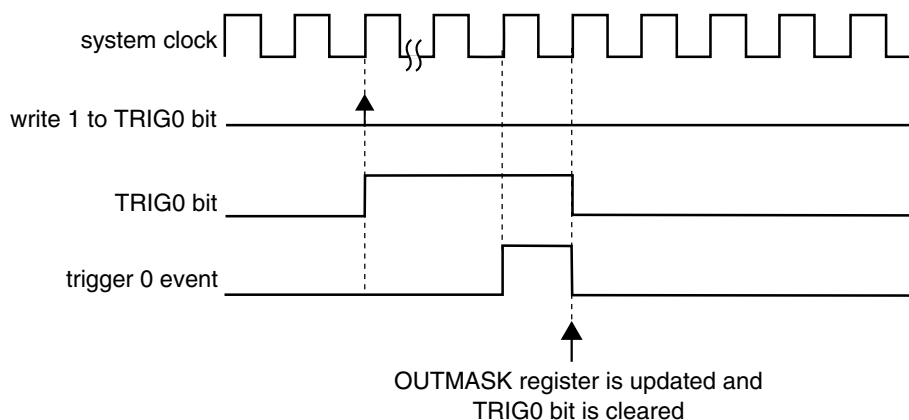 system clock
write 1 to TRIG0 bit
TRIG0 bit
trigger 0 event
OUTMASK register is updated and
TRIG0 bit is cleared